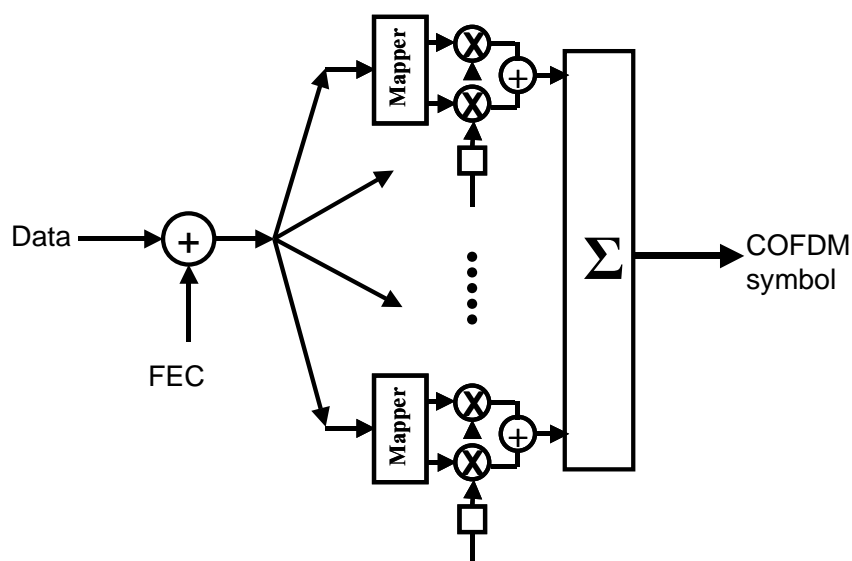 Mapper
X
+
X
Data
+
Σ
COFDM
symbol
FEC
Mapper
X
+
X